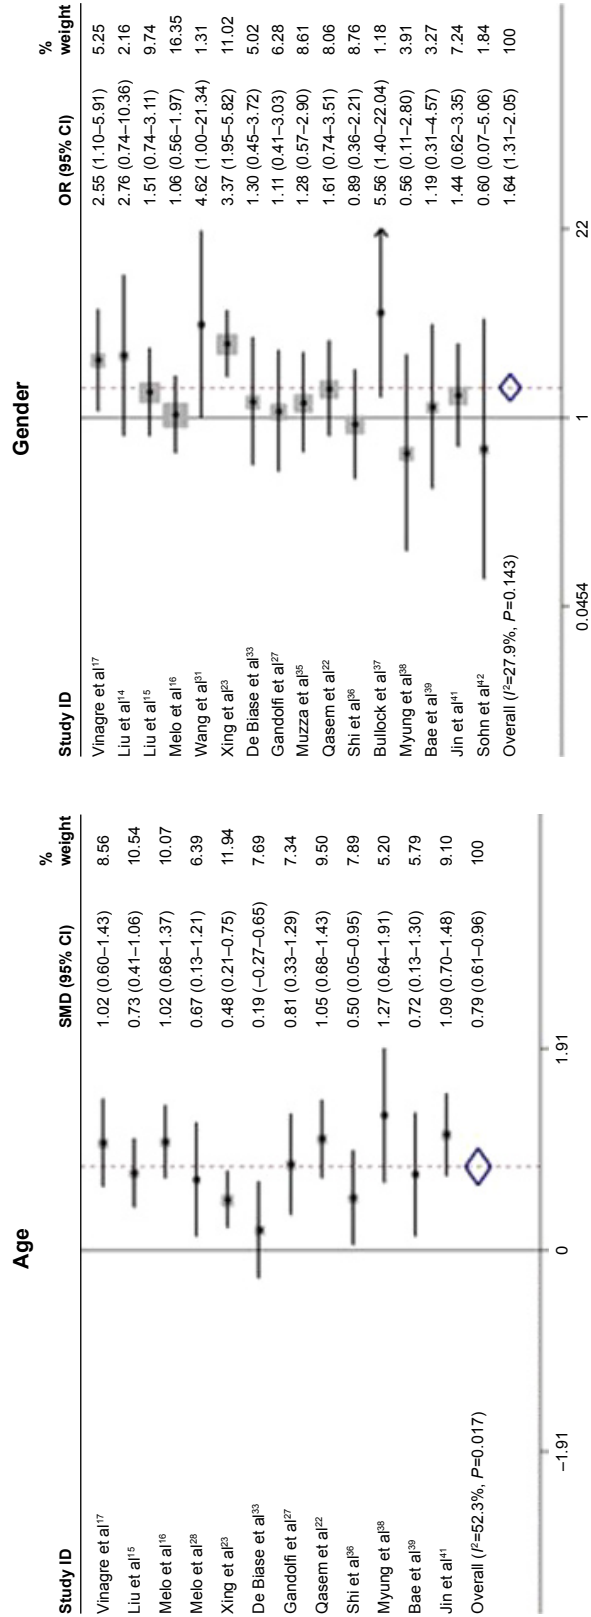 Age
Study ID SMD (95% CI) % weight
Vinagre et al17 1.02 (0.60–1.43) 8.56
Liu et al15 0.73 (0.41–1.06) 10.54
Melo et al16 1.02 (0.68–1.37) 10.07
Melo et al28 0.67 (0.13–1.21) 6.39
Xing et al23 0.48 (0.21–0.75) 11.94
De Biase et al33 0.19 (−0.27–0.65) 7.69
Gandolfi et al27 0.81 (0.33–1.29) 7.34
Qasem et al22 1.05 (0.68–1.43) 9.50
Shi et al36 0.50 (0.05–0.95) 7.89
Myung et al38 1.27 (0.64–1.91) 5.20
Bae et al39 0.72 (0.13–1.30) 5.79
Jin et al41 1.09 (0.70–1.48) 9.10
Overall (I2=52.3%, P=0.017) 0.79 (0.61–0.96) 100
−1.91 0 1.91
Gender
Study ID OR (95% CI) % weight
Vinagre et al17 2.55 (1.10–5.91) 5.25
Liu et al14 2.76 (0.74–10.36) 2.16
Liu et al15 1.51 (0.74–3.11) 9.74
Melo et al16 1.06 (0.56–1.97) 16.35
Wang et al31 4.62 (1.00–21.34) 1.31
Xing et al23 3.37 (1.95–5.82) 11.02
De Biase et al33 1.30 (0.45–3.72) 5.02
Gandolfi et al27 1.11 (0.41–3.03) 6.28
Muzza et al35 1.28 (0.57–2.90) 8.61
Qasem et al22 1.61 (0.74–3.51) 8.06
Shi et al36 0.89 (0.36–2.21) 8.76
Bullock et al37 5.56 (1.40–22.04) 1.18
Myung et al38 0.56 (0.11–2.80) 3.91
Bae et al39 1.19 (0.31–4.57) 3.27
Jin et al41 1.44 (0.62–3.35) 7.24
Sohn et al42 0.60 (0.07–5.06) 1.84
Overall (I2=27.9%, P=0.143) 1.64 (1.31–2.05) 100
0.0454 1 22